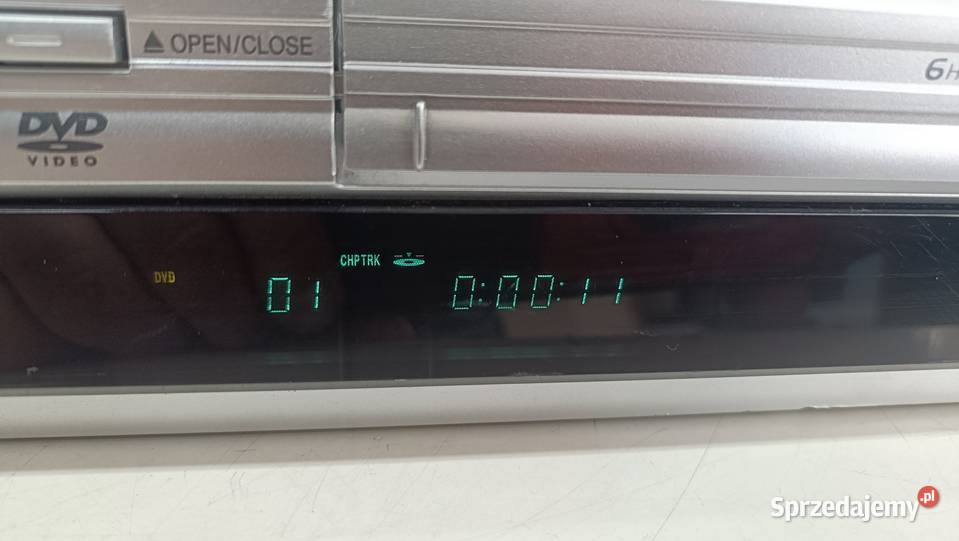 ⏏ OPEN/CLOSE
6H
DVD
VIDEO
CHPTRK
DVD
01 0:00:11
Sprzedajemy.pl